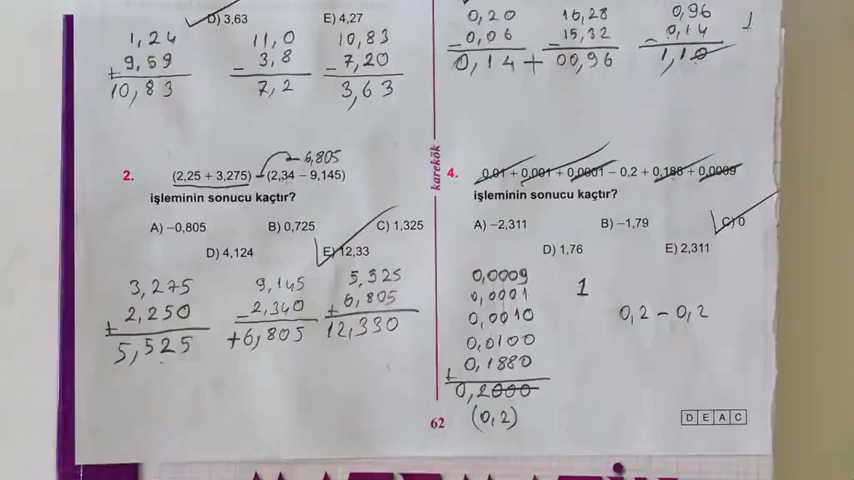 D) 3,63
E) 4,27
1,24
+ 9,59
10,83
11,0
- 3,8
7,2
10,83
- 7,20
3,63
2. (2,25 + 3,275) – (2,34 – 9,145)
6,805
işleminin sonucu kaçtır?
A) –0,805
B) 0,725
C) 1,325
D) 4,124
E) 12,33
3,275
+ 2,250
5,525
9,145
- 2,340
+6,805
5,525
+ 6,805
12,330
0,20
- 0,06
0,14 +
16,28
- 15,32
00,96
0,96
- 0,14
1,10
1
karekök
4. 0,01 + 0,001 + 0,0001 – 0,2 + 0,188 + 0,0009
işleminin sonucu kaçtır?
A) –2,311
B) –1,79
C) 0
D) 1,76
E) 2,311
0,0009
0,0001
0,0010
0,0100
+ 0,1880
0,2000
(0,2)
1
0,2 – 0,2
62
D E A C